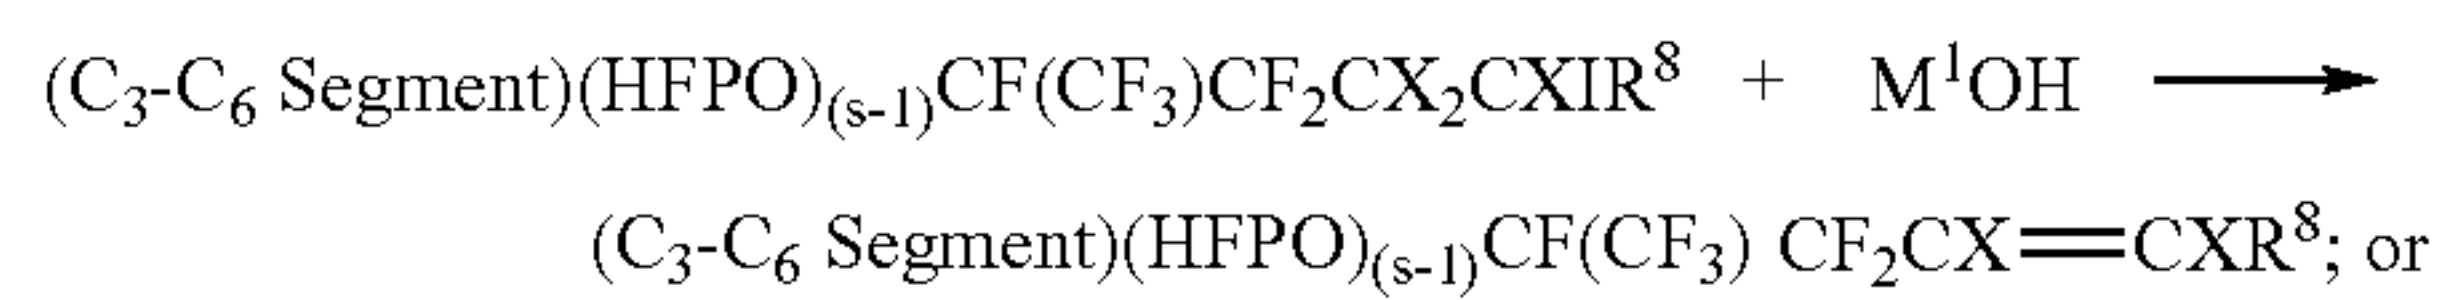 (C₃-C₆ Segment)(HFPO)₍ₛ₋₁₎CF(CF₃)CF₂CX₂CXIR⁸ + M¹OH ⟶
(C₃-C₆ Segment)(HFPO)₍ₛ₋₁₎CF(CF₃) CF₂CX=CXR⁸; or